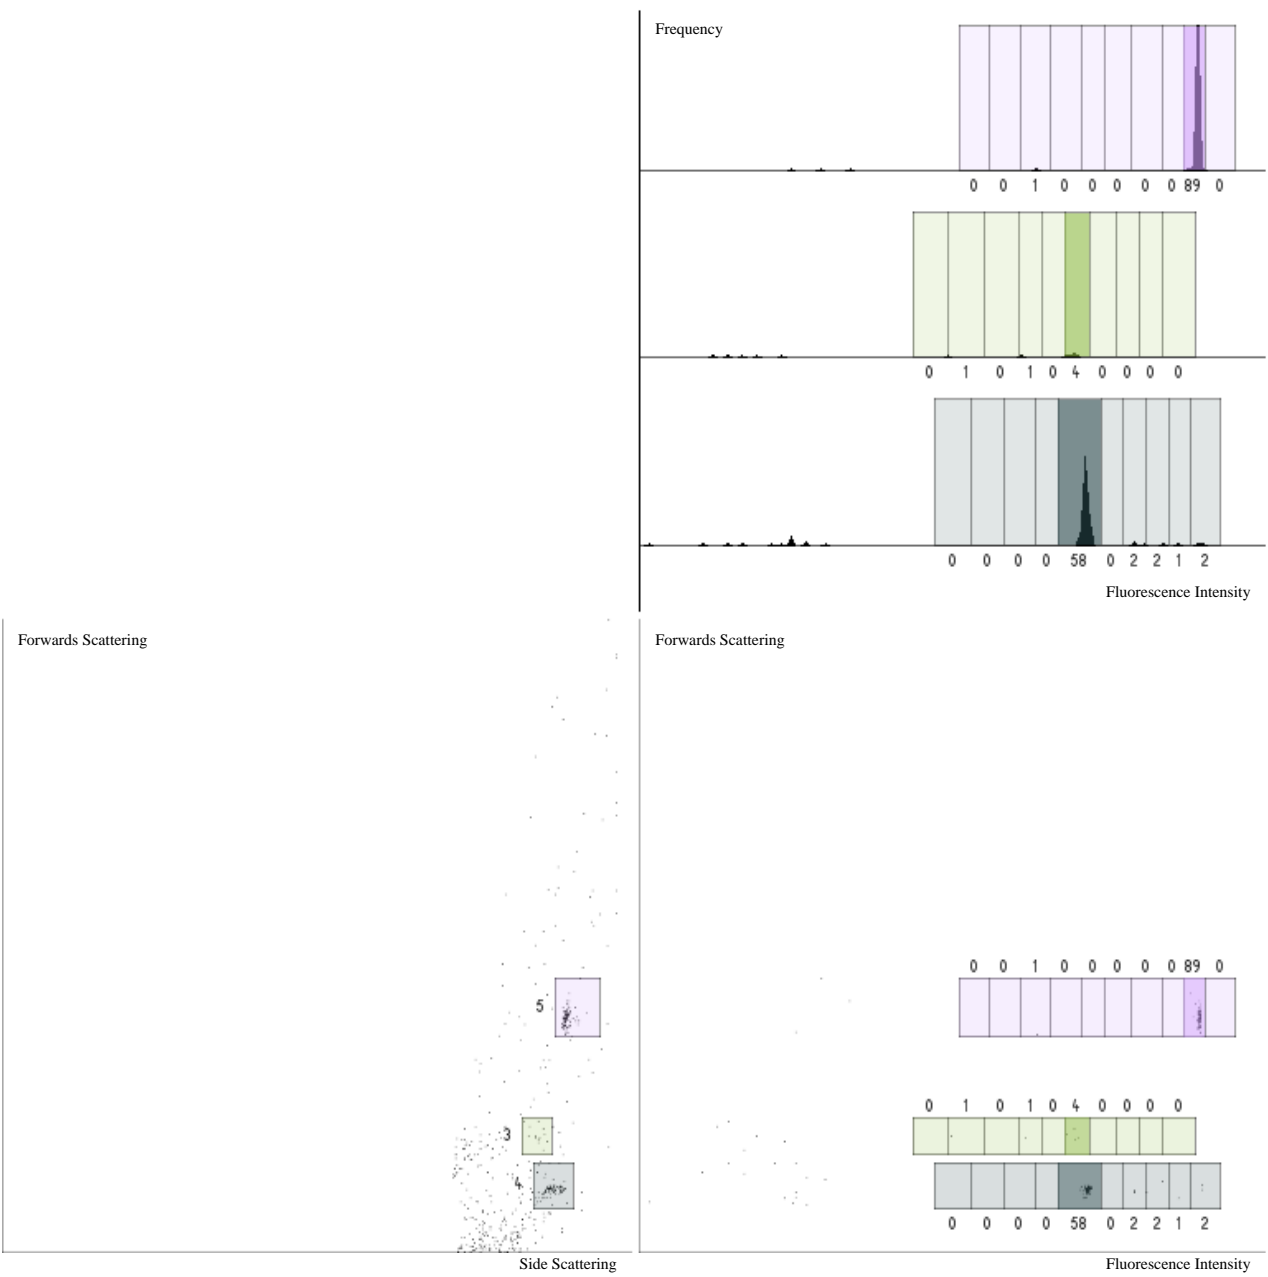 Frequency
0 0 1 0 0 0 0 0 89 0
0 1 0 1 0 4 0 0 0 0
0 0 0 0 58 0 2 2 1 2
Fluorescence Intensity
Forwards Scattering
Forwards Scattering
0 0 1 0 0 0 0 0 89 0
5
0 1 0 1 0 4 0 0 0 0
3
4
0 0 0 0 58 0 2 2 1 2
Side Scattering
Fluorescence Intensity